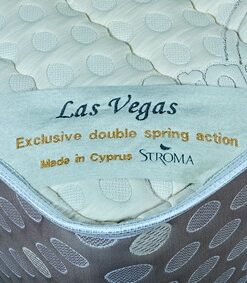 Las Vegas
Exclusive double spring action
Made in Cyprus STROMA